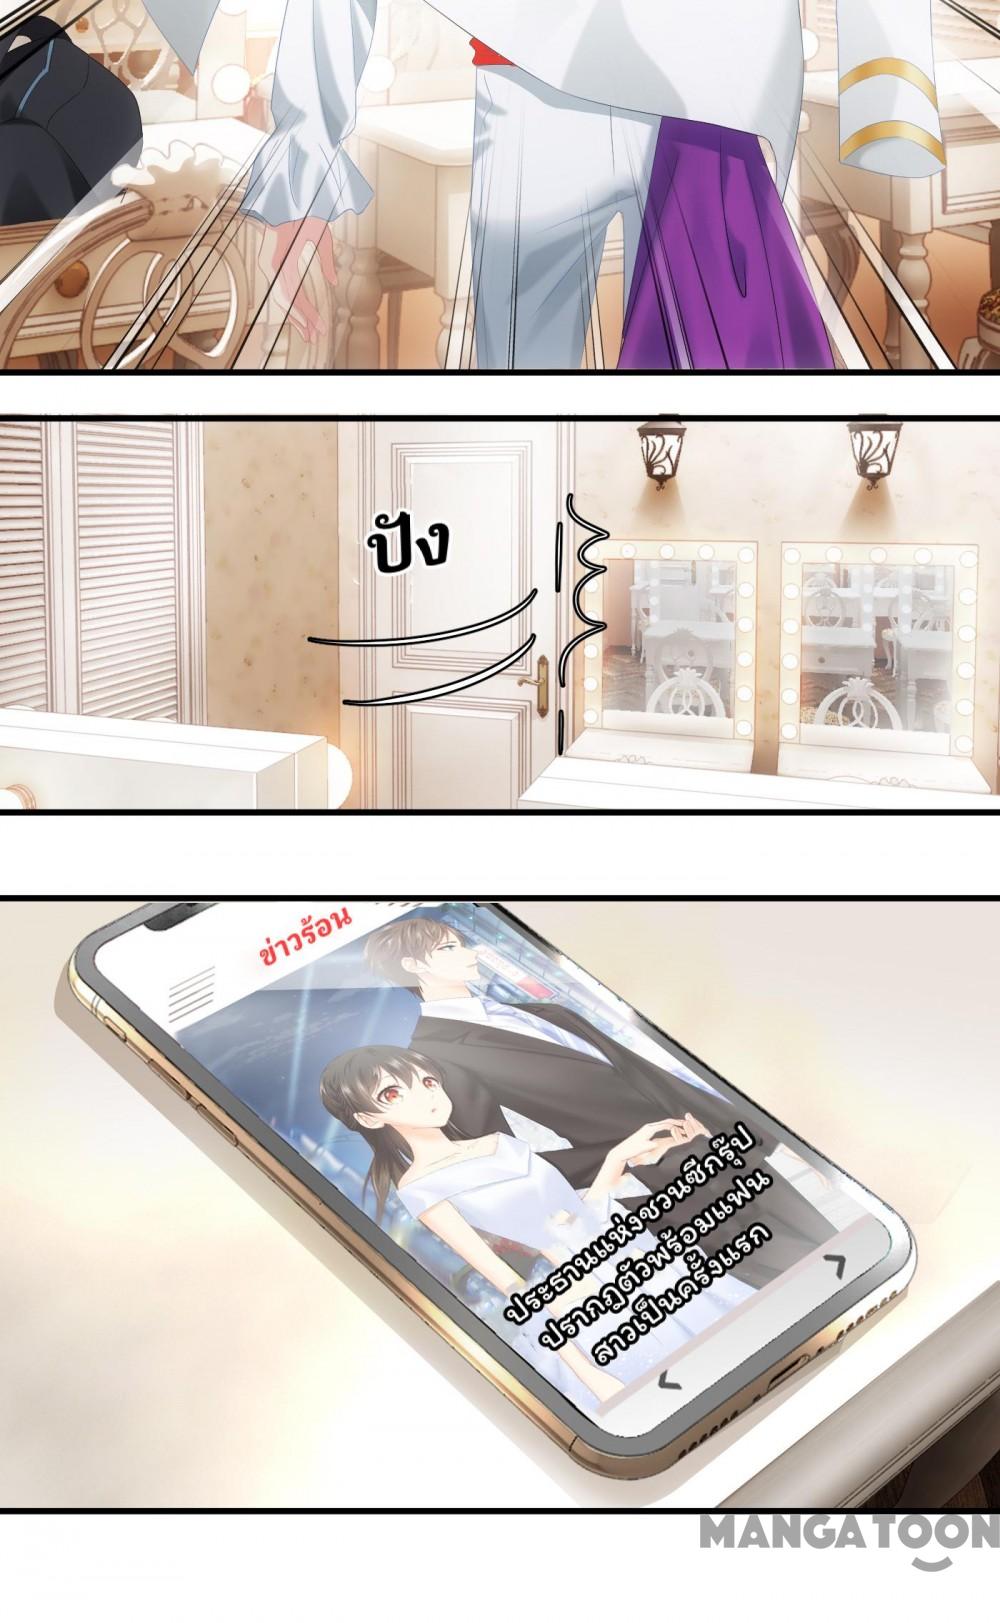 ปัง
ข่าวร้อน
ประธานแห่งชวนซีกรุ๊ป
ปรากฎตัวพร้อมแฟน
สาวเป็นครั้งแรก
MANGATOON